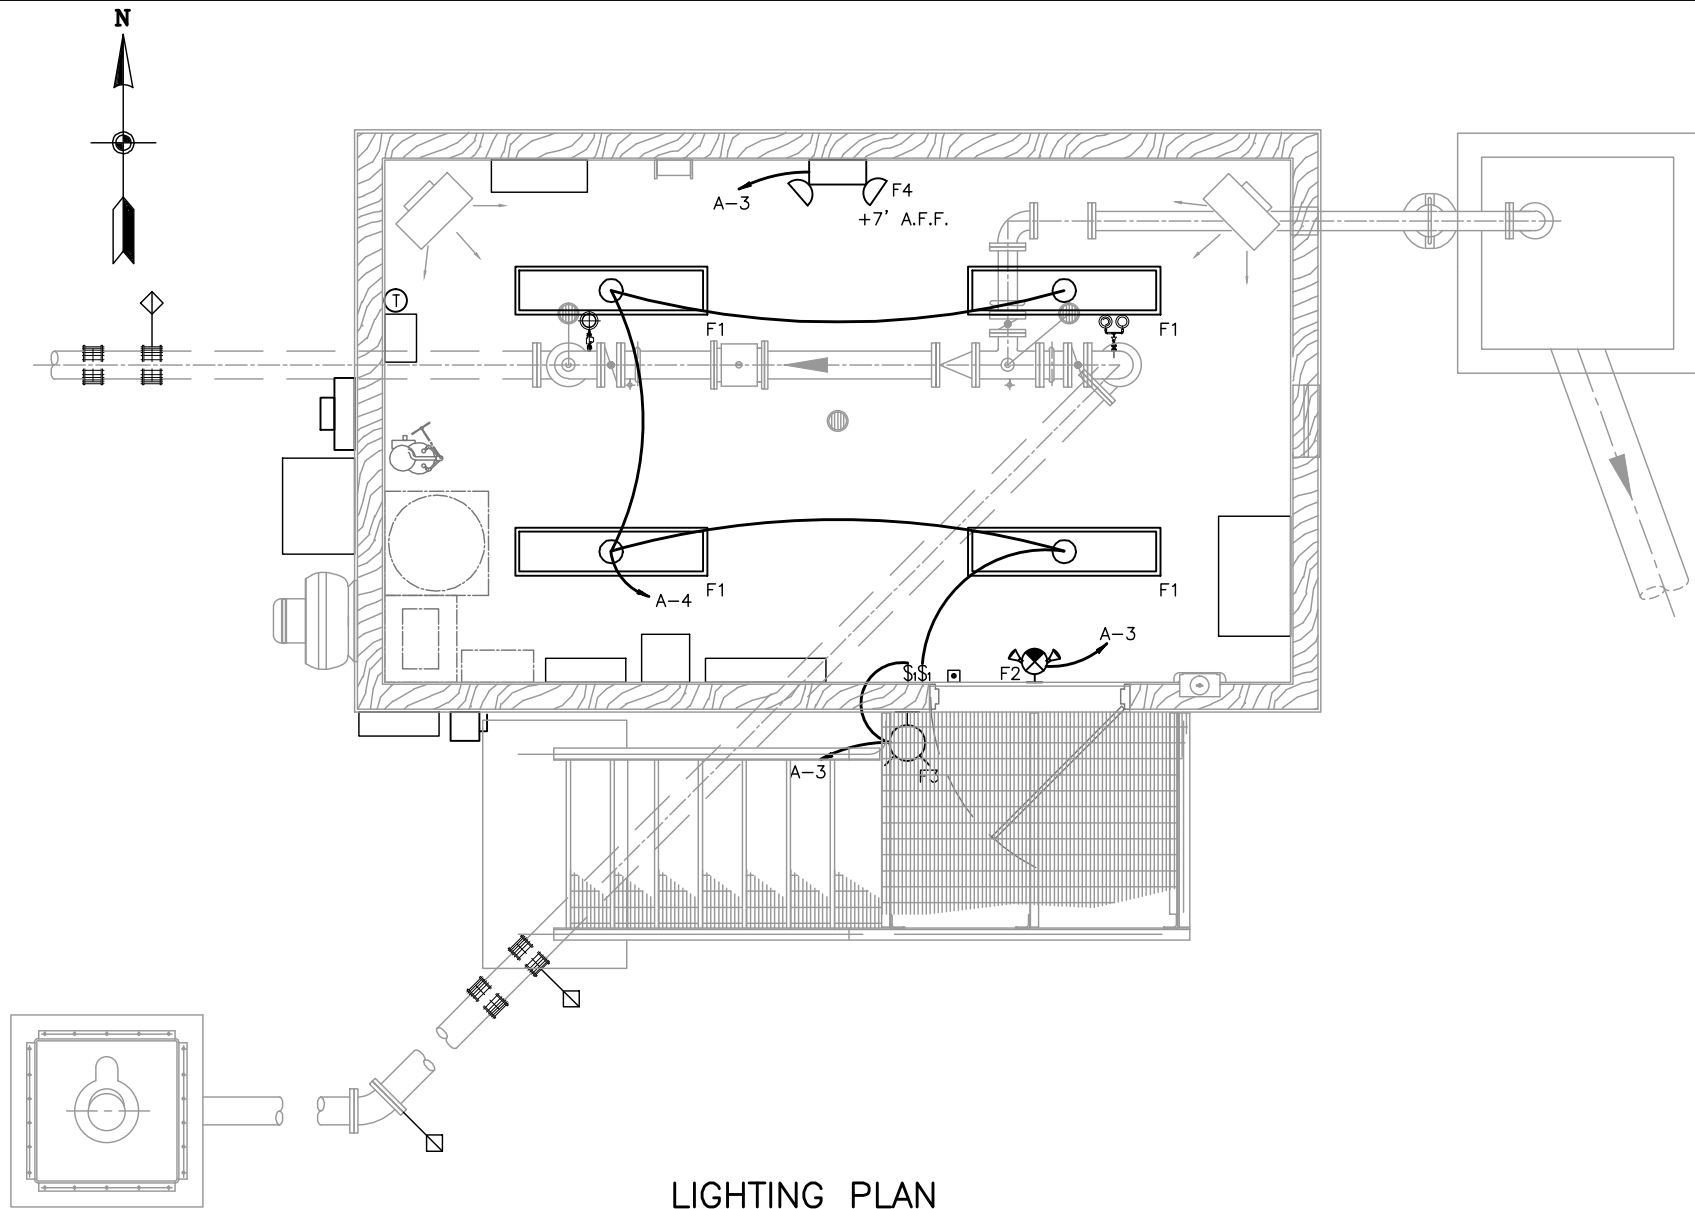 N
F4
A-3
+7' A.F.F.
T
F1
F1
F1
F1
A-4
A-3
$1$1
F2
A-3
F3
LIGHTING PLAN